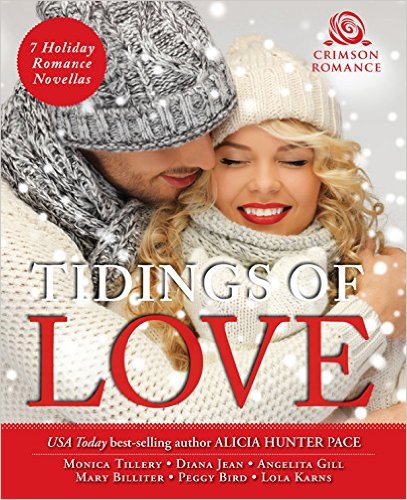 7 Holiday
Romance
Novellas
CRIMSON
ROMANCE
TIDINGS OF
LOVE
USA Today best-selling author ALICIA HUNTER PACE
MONICA TILLERY • DIANA JEAN • ANGELITA GILL
MARY BILLITER • PEGGY BIRD • LOLA KARNS